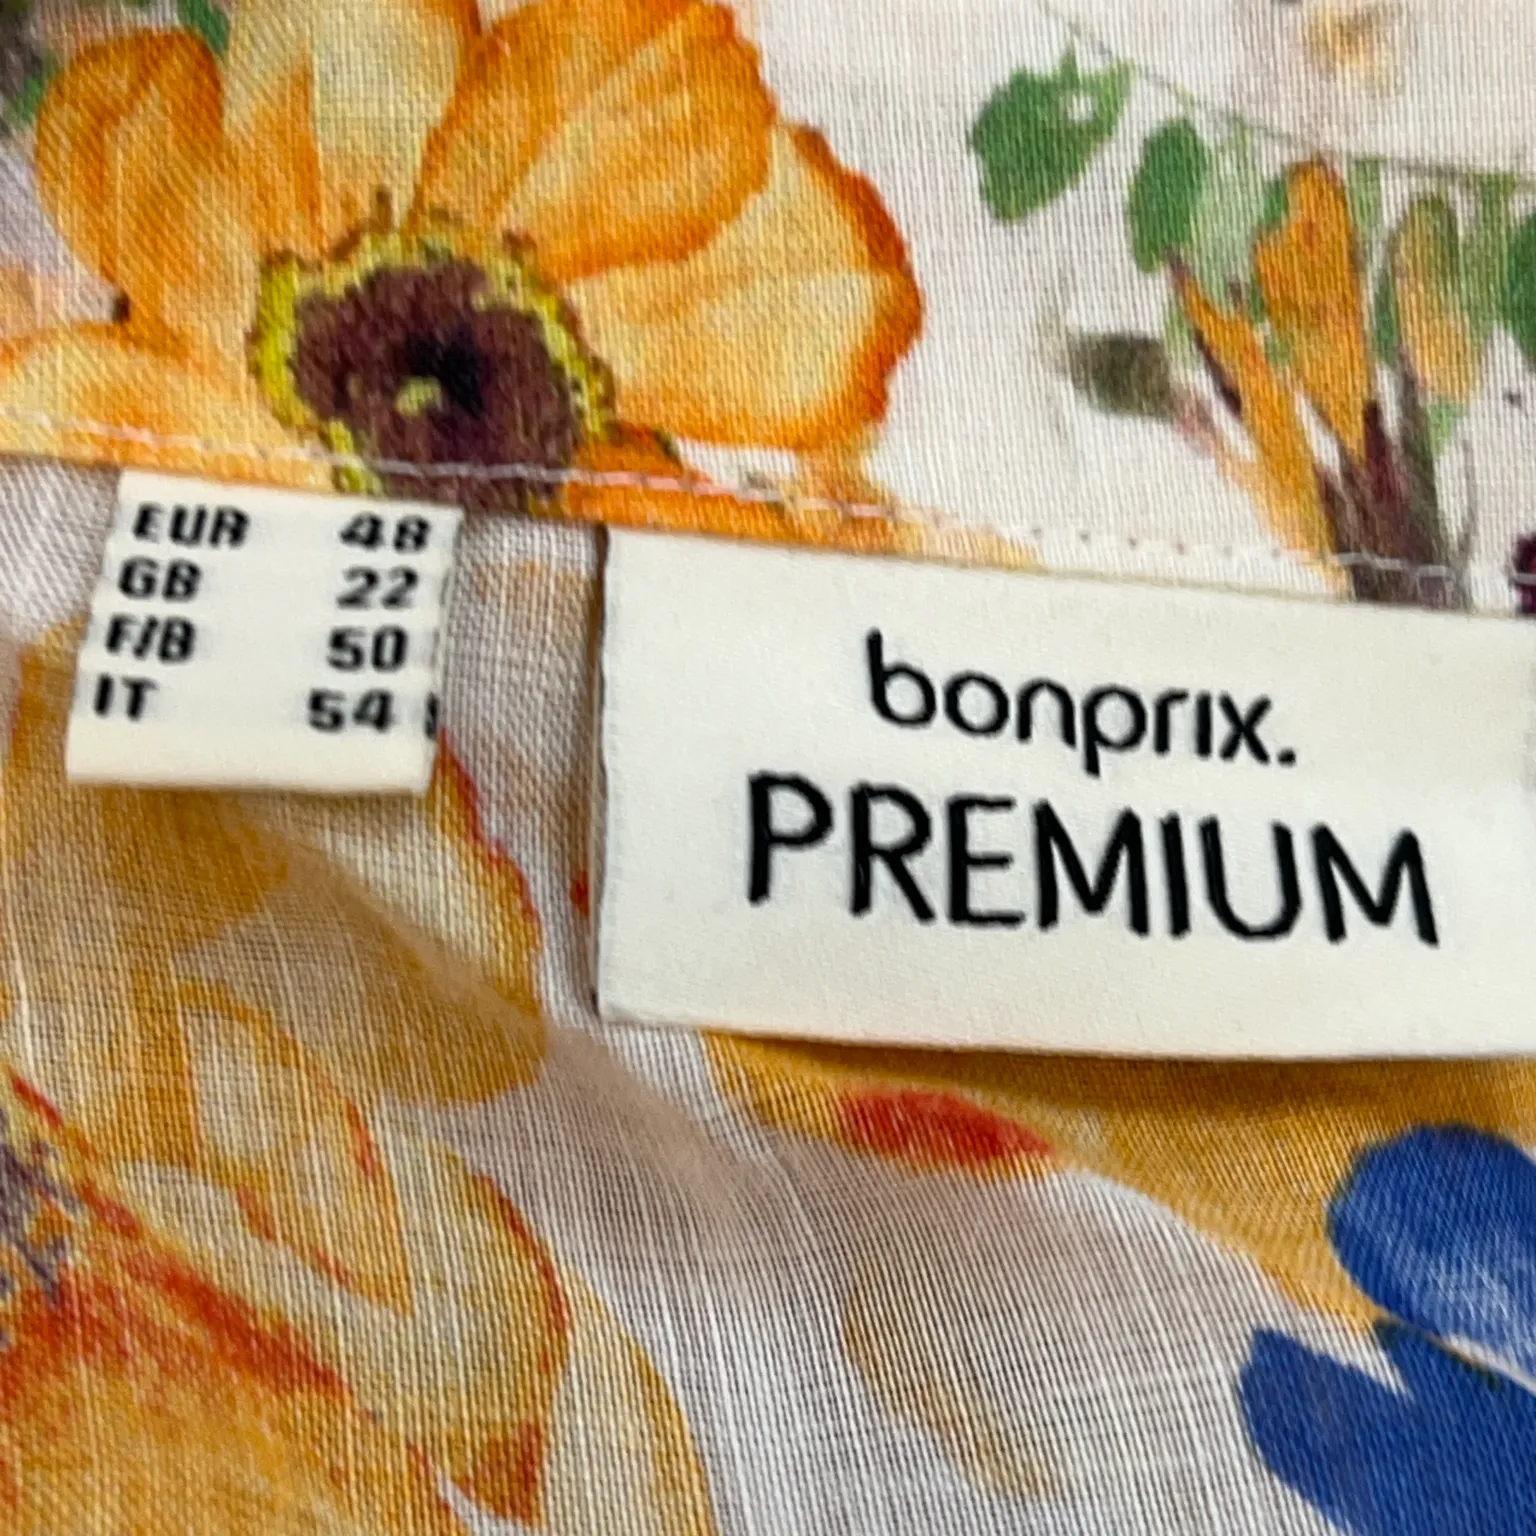 EUR 48
GB 22
F/B 50
IT 54
bonprix.
PREMIUM